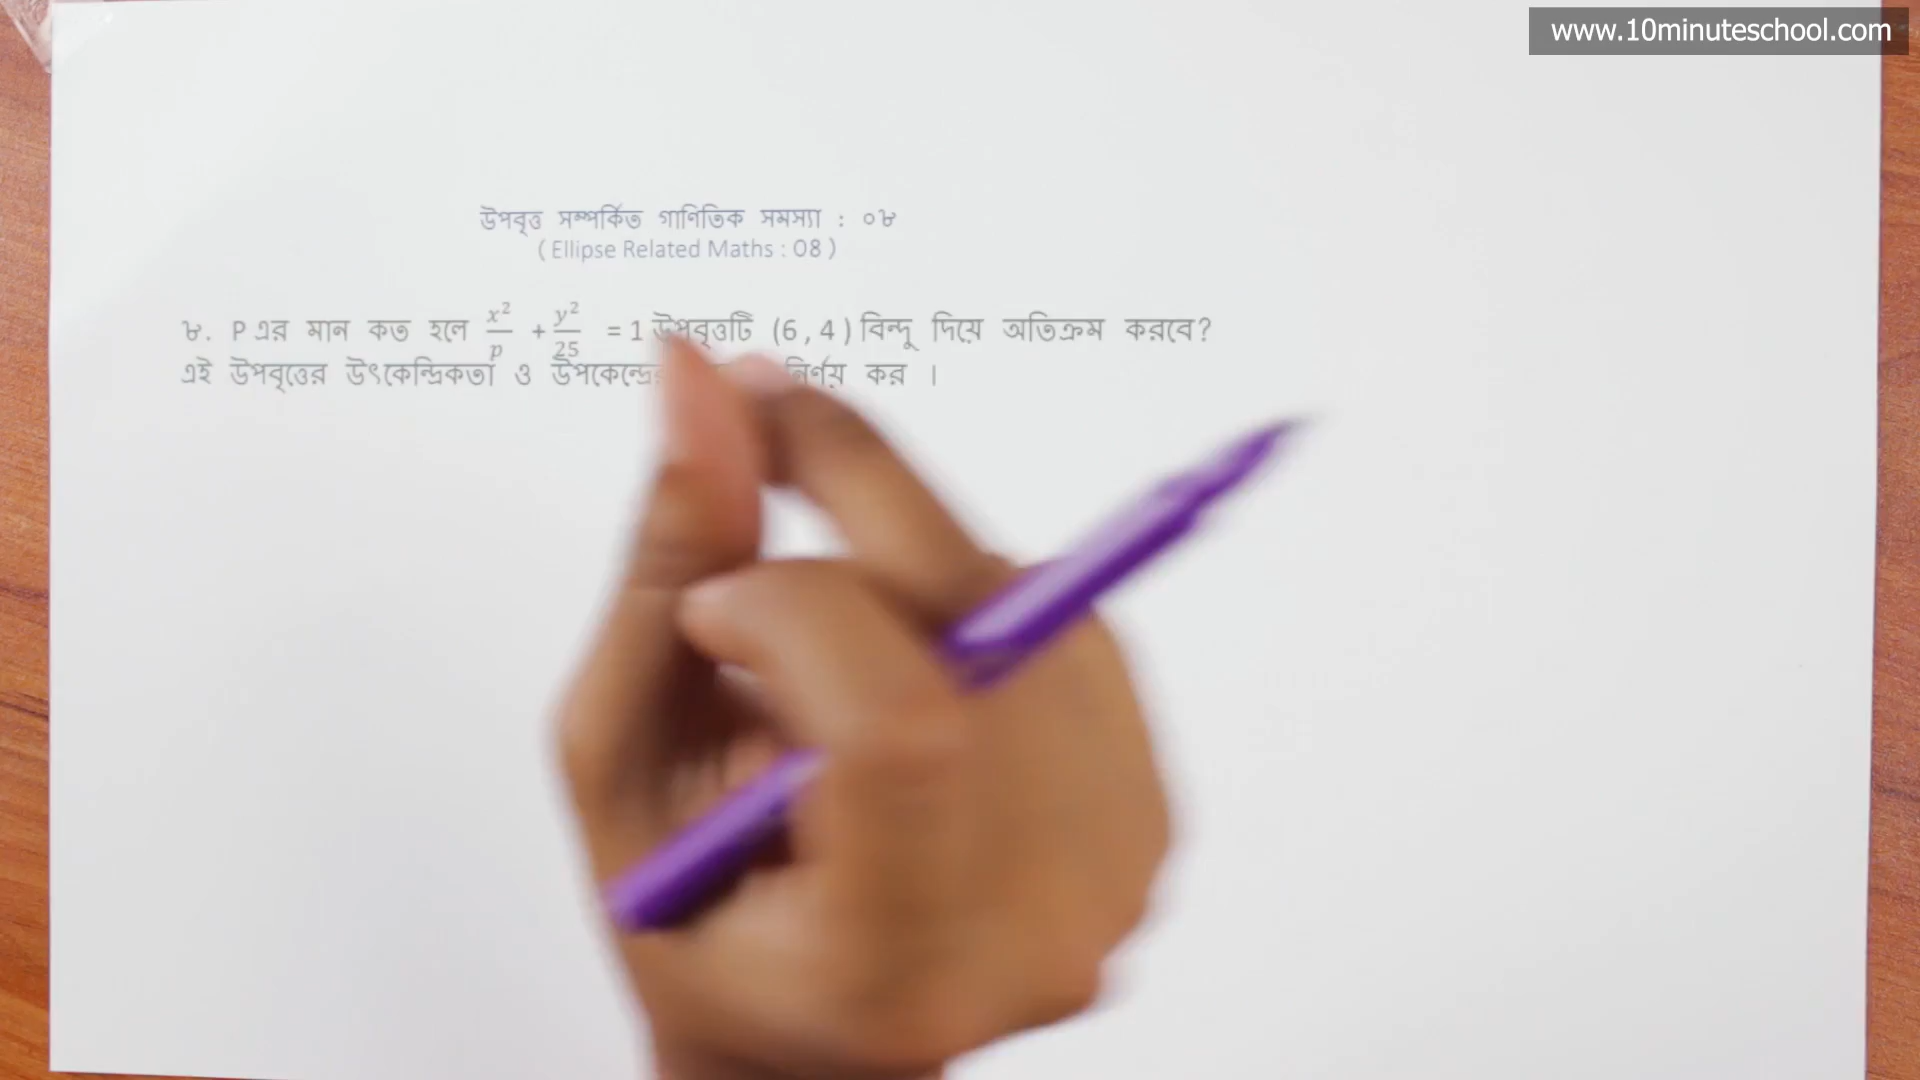 www.10minuteschool.com
উপবৃত্ত সম্পর্কিত গাণিতিক সমস্যা : ০৮
( Ellipse Related Maths : 08 )
৮. P এর মান কত হলে x²/p + y²/25 = 1 উপবৃত্তটি (6 , 4 ) বিন্দু দিয়ে অতিক্রম করবে?
এই উপবৃত্তের উৎকেন্দ্রিকতা ও উপকেন্দ্রের নির্ণয় কর ।